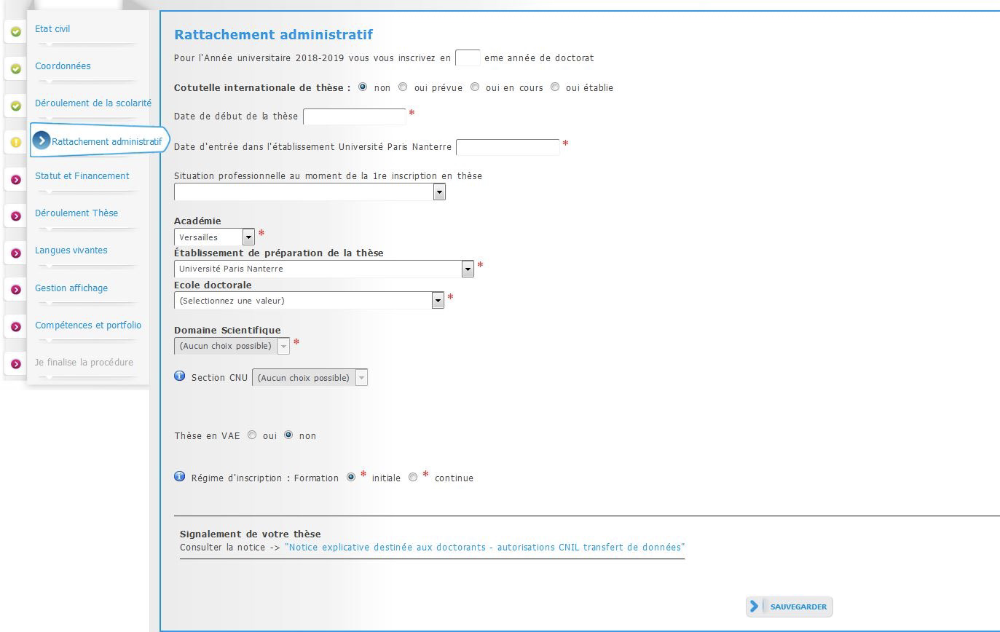 Etat civil
Coordonnées
Déroulement de la scolarité
Rattachement administratif
Statut et Financement
Déroulement Thèse
Langues vivantes
Gestion affichage
Compétences et portfolio
Je finalise la procédure
Rattachement administratif
Pour l'Année universitaire 2018-2019 vous vous inscrivez en eme année de doctorat
Cotutelle internationale de thèse : non oui prévue oui en cours oui établie
Date de début de la thèse *
Date d'entrée dans l'établissement Université Paris Nanterre *
Situation professionnelle au moment de la 1re inscription en thèse
Académie
Versailles *
Établissement de préparation de la thèse
Université Paris Nanterre *
Ecole doctorale
(Selectionnez une valeur) *
Domaine Scientifique
(Aucun choix possible) *
Section CNU (Aucun choix possible)
Thèse en VAE oui non
Régime d'inscription : Formation * initiale * continue
Signalement de votre thèse
Consulter la notice -> "Notice explicative destinée aux doctorants - autorisations CNIL transfert de données"
SAUVEGARDER